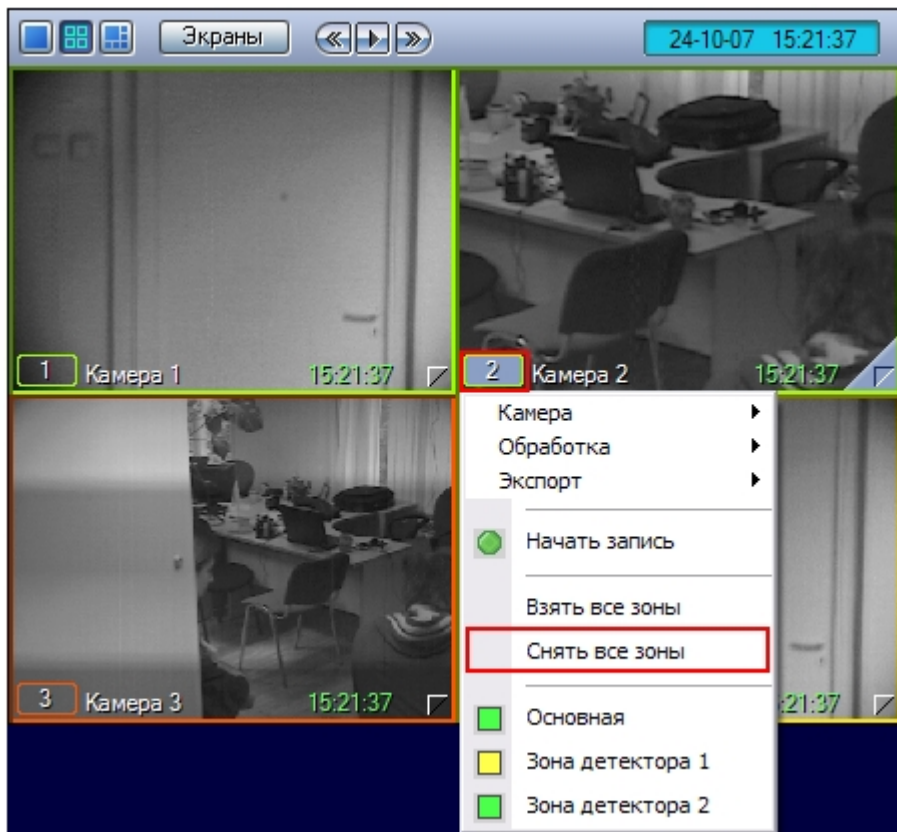 Экраны
24-10-07 15:21:37
1 Камера 1 15:21:37
2 Камера 2 15:21:37
Камера
Обработка
Экспорт
Начать запись
Взять все зоны
Снять все зоны
3 Камера 3 15:21:37
:21:37
Основная
Зона детектора 1
Зона детектора 2